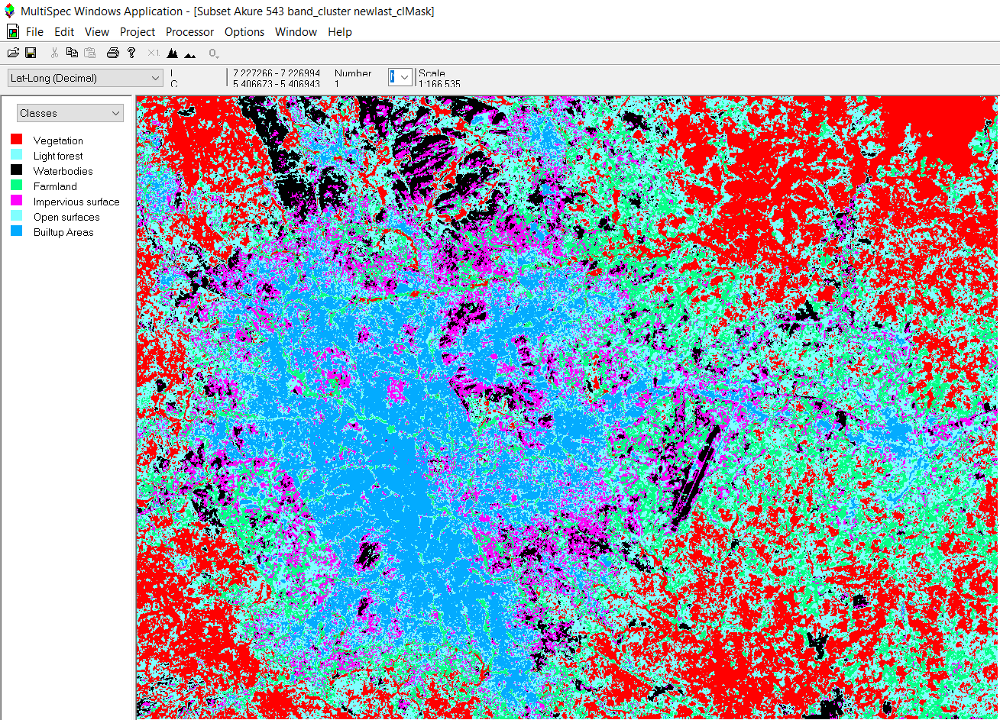 MultiSpec Windows Application - [Subset Akure 543 band_cluster newlast_clMask]
File Edit View Project Processor Options Window Help
×1
Lat-Long (Decimal)
L 7.227266 - 7.226994 Number Scale
C 5.406673 - 5.406943 1 1:166,535
Classes
Vegetation
Light forest
Waterbodies
Farmland
Impervious surface
Open surfaces
Builtup Areas